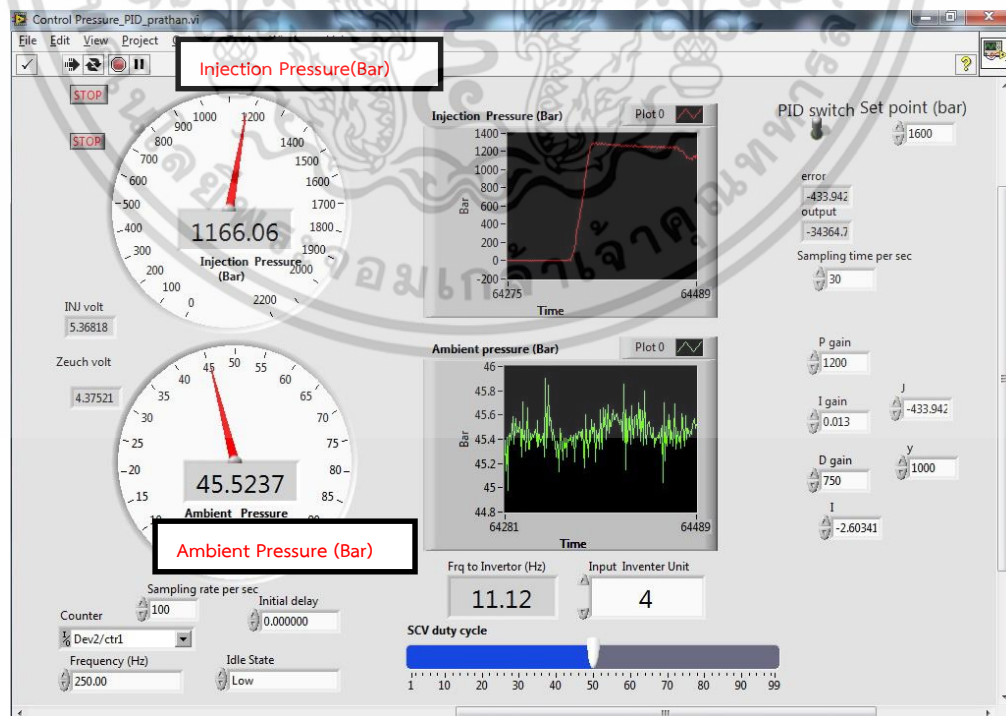 Control Pressure_PID_prathan.vi
File Edit View Project
Injection Pressure(Bar)
STOP
STOP
0 100 200 300 400 500 600 700 800 900 1000 1200 1400 1500 1600 1700 1800 1900 2000 2200
1166.06
Injection Pressure
(Bar)
INJ volt
5.36818
Zeuch volt
4.37521
10 15 20 25 30 35 40 45 50 55 60 65 70 75 80 85
45.5237
Ambient Pressure
Ambient Pressure (Bar)
Injection Pressure (Bar)
Plot 0
1400
1200
1000
800
600
400
200
0
-200
Bar
64275 64489
Time
Ambient pressure (Bar)
Plot 0
46
45.8
45.6
45.4
45.2
45
44.8
Bar
64281 64489
Time
PID switch Set point (bar)
1600
error
-433.942
output
-34364.7
Sampling time per sec
30
P gain
1200
I gain
0.013
J
-433.942
D gain
750
y
1000
I
-2.60341
Frq to Invertor (Hz)
11.12
Input Inventer Unit
4
SCV duty cycle
1 10 20 30 40 50 60 70 80 90 99
Sampling rate per sec
100
Initial delay
0.000000
Counter
Dev2/ctr1
Frequency (Hz)
250.00
Idle State
Low